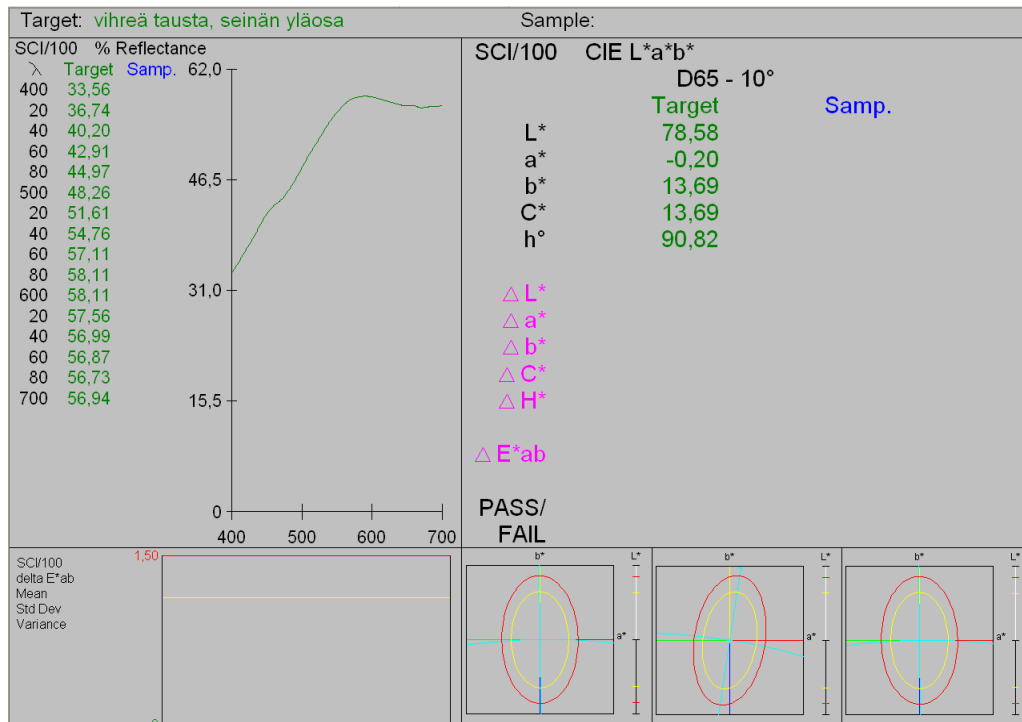 Target: vihreä tausta, seinän yläosa Sample:
SCI/100 % Reflectance
λ Target Samp.
400 33,56
20 36,74
40 40,20
60 42,91
80 44,97
500 48,26
20 51,61
40 54,76
60 57,11
80 58,11
600 58,11
20 57,56
40 56,99
60 56,87
80 56,73
700 56,94
62,0
46,5
31,0
15,5
0
400 500 600 700
SCI/100 CIE L*a*b*
D65 - 10°
Target Samp.
L* 78,58
a* -0,20
b* 13,69
C* 13,69
h° 90,82
△ L*
△ a*
△ b*
△ C*
△ H*
△ E*ab
PASS/
FAIL
SCI/100
delta E*ab
Mean
Std Dev
Variance
1,50
0
b* L*
a*
b* L*
a*
b* L*
a*